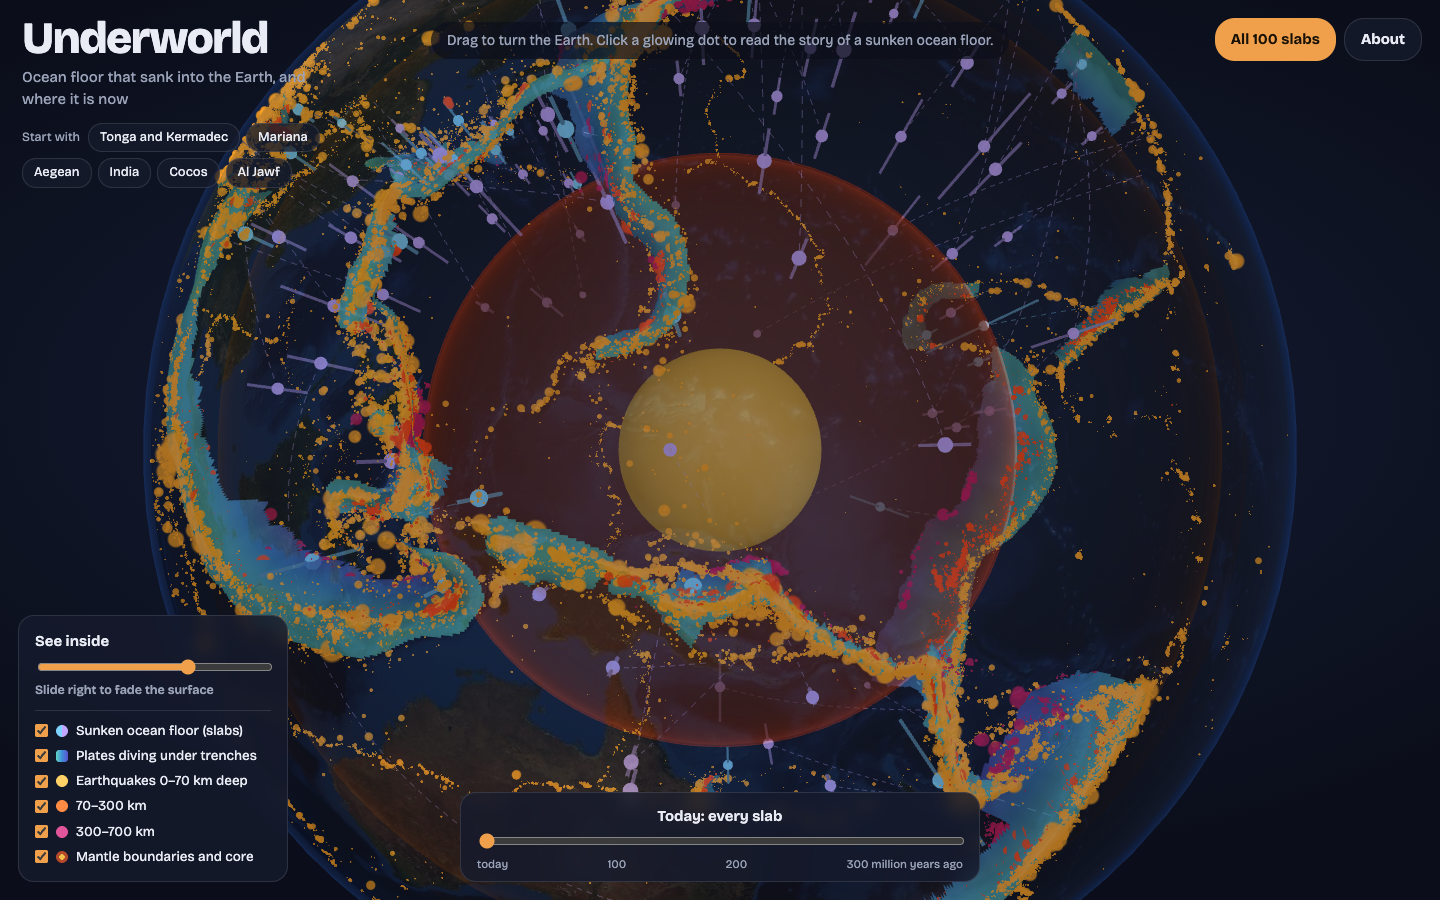 Underworld
Ocean floor that sank into the Earth, and
where it is now
Start with
Tonga and Kermadec
Mariana
Aegean
India
Cocos
Al Jawf
Drag to turn the Earth. Click a glowing dot to read the story of a sunken ocean floor.
All 100 slabs
About
See inside
Slide right to fade the surface
Sunken ocean floor (slabs)
Plates diving under trenches
Earthquakes 0–70 km deep
70–300 km
300–700 km
Mantle boundaries and core
Today: every slab
today
100
200
300 million years ago